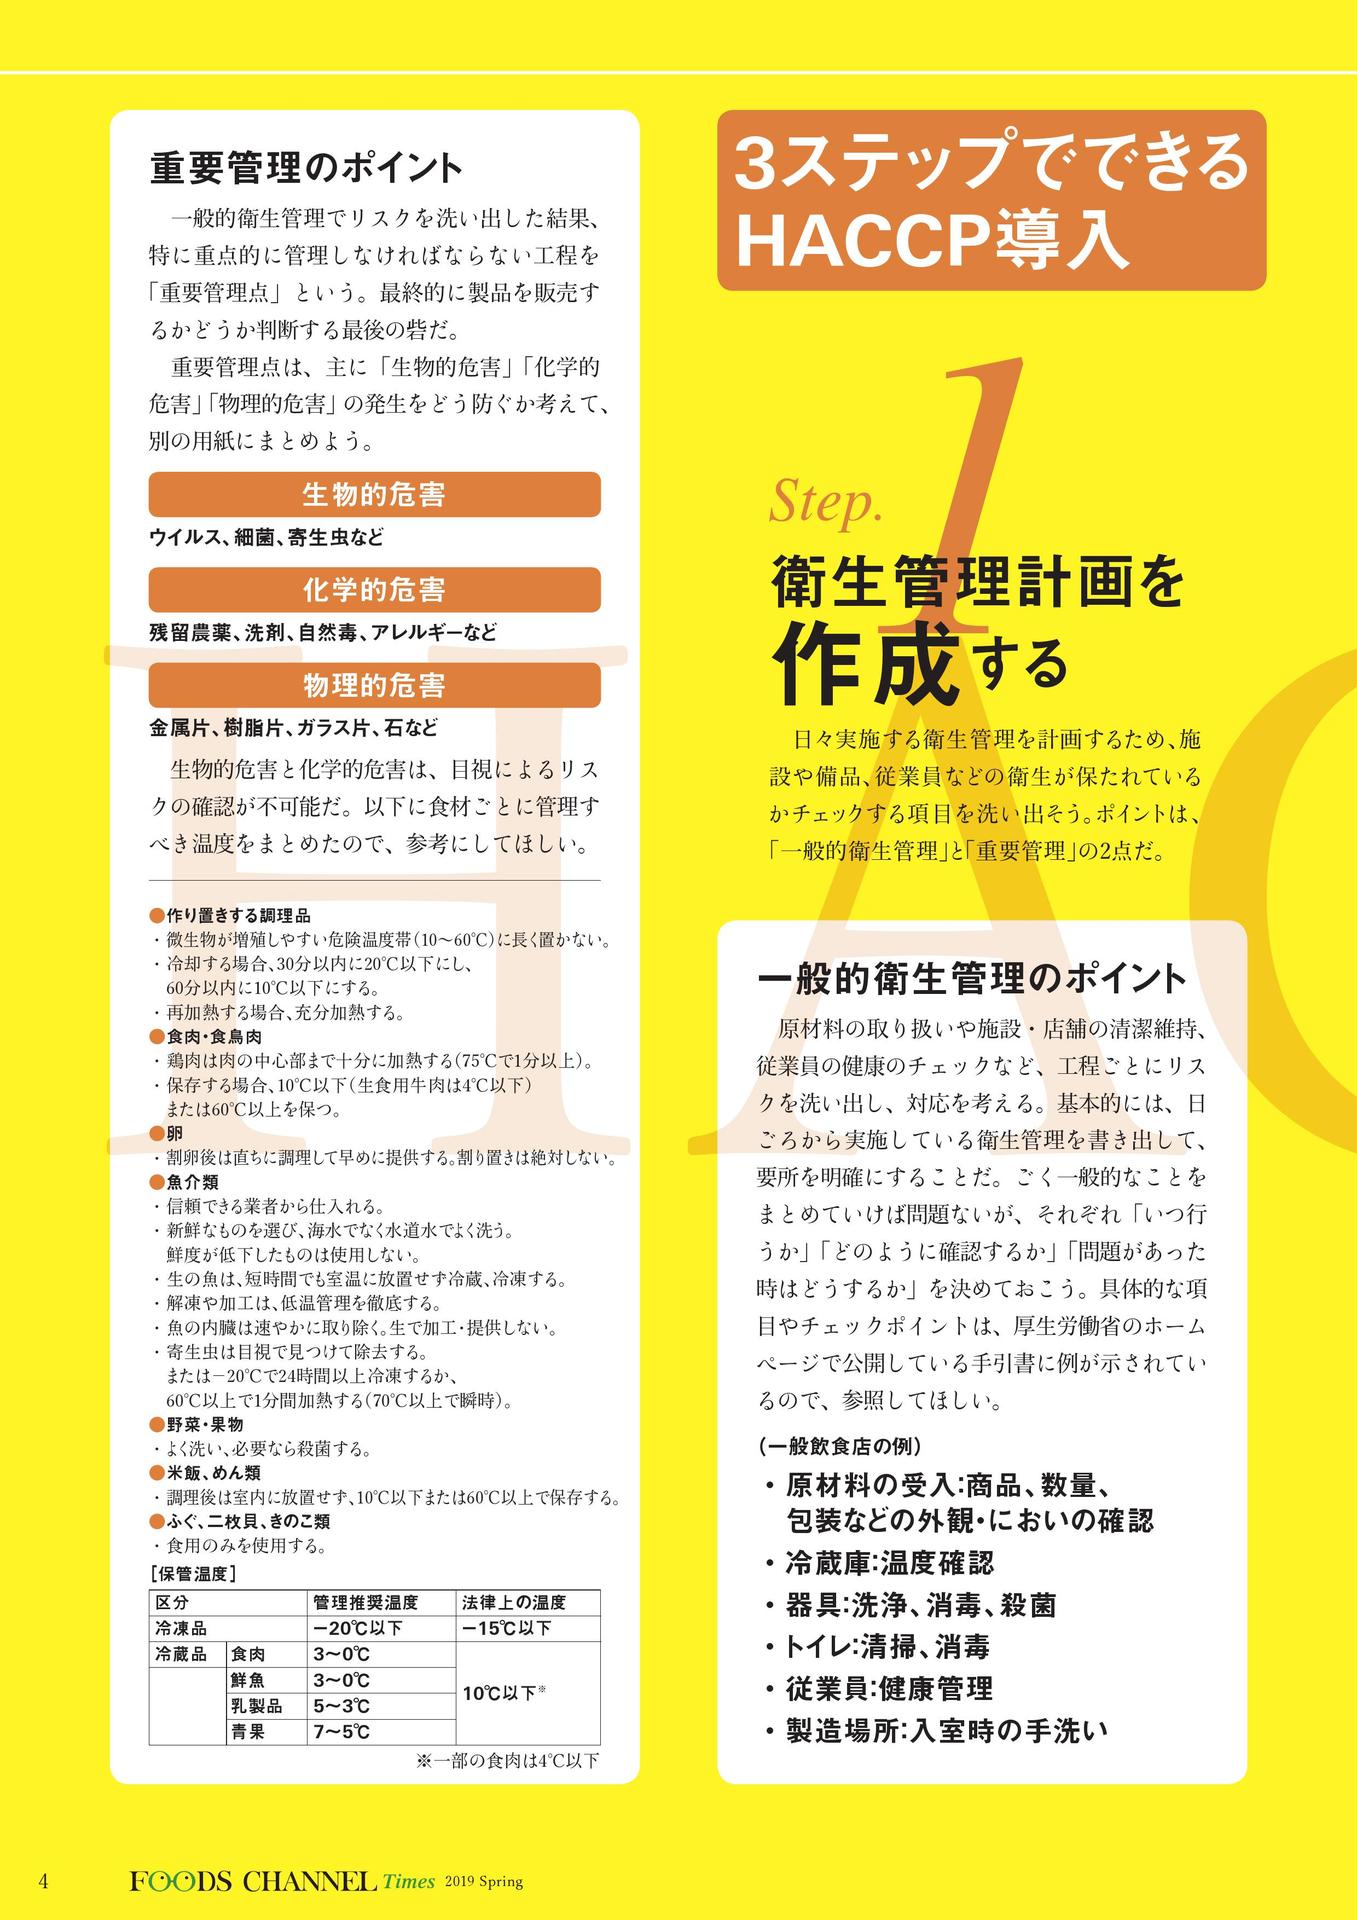 3ステップでできる
HACCP導入
Step. 1
衛生管理計画を
作成する
日々実施する衛生管理を計画するため、施
設や備品、従業員などの衛生が保たれている
かチェックする項目を洗い出そう。ポイントは、
「一般的衛生管理」と「重要管理」の2点だ。
一般的衛生管理のポイント
原材料の取り扱いや施設・店舗の清潔維持、
従業員の健康のチェックなど、工程ごとにリス
クを洗い出し、対応を考える。基本的には、日
ごろから実施している衛生管理を書き出して、
要所を明確にすることだ。ごく一般的なことを
まとめていけば問題ないが、それぞれ「いつ行
うか」「どのように確認するか」「問題があった
時はどうするか」を決めておこう。具体的な項
目やチェックポイントは、厚生労働省のホーム
ページで公開している手引書に例が示されてい
るので、参照してほしい。
（一般飲食店の例）
・原材料の受入：商品、数量、
包装などの外観・においの確認
・冷蔵庫：温度確認
・器具：洗浄、消毒、殺菌
・トイレ：清掃、消毒
・従業員：健康管理
・製造場所：入室時の手洗い
重要管理のポイント
一般的衛生管理でリスクを洗い出した結果、
特に重点的に管理しなければならない工程を
「重要管理点」という。最終的に製品を販売す
るかどうか判断する最後の砦だ。
重要管理点は、主に「生物的危害」「化学的
危害」「物理的危害」の発生をどう防ぐか考えて、
別の用紙にまとめよう。
生物的危害
ウイルス、細菌、寄生虫など
化学的危害
残留農薬、洗剤、自然毒、アレルギーなど
物理的危害
金属片、樹脂片、ガラス片、石など
生物的危害と化学的危害は、目視によるリス
クの確認が不可能だ。以下に食材ごとに管理す
べき温度をまとめたので、参考にしてほしい。
●作り置きする調理品
・微生物が増殖しやすい危険温度帯（10〜60℃）に長く置かない。
・冷却する場合、30分以内に20℃以下にし、
60分以内に10℃以下にする。
・再加熱する場合、充分加熱する。
●食肉・食鳥肉
・鶏肉は肉の中心部まで十分に加熱する（75℃で1分以上）。
・保存する場合、10℃以下（生食用牛肉は4℃以下）
または60℃以上を保つ。
●卵
・割卵後は直ちに調理して早めに提供する。割り置きは絶対しない。
●魚介類
・信頼できる業者から仕入れる。
・新鮮なものを選び、海水でなく水道水でよく洗う。
鮮度が低下したものは使用しない。
・生の魚は、短時間でも室温に放置せず冷蔵、冷凍する。
・解凍や加工は、低温管理を徹底する。
・魚の内臓は速やかに取り除く。生で加工・提供しない。
・寄生虫は目視で見つけて除去する。
または−20℃で24時間以上冷凍するか、
60℃以上で1分間加熱する（70℃以上で瞬時）。
●野菜・果物
・よく洗い、必要なら殺菌する。
●米飯、めん類
・調理後は室内に放置せず、10℃以下または60℃以上で保存する。
●ふぐ、二枚貝、きのこ類
・食用のみを使用する。
［保管温度］
区分 管理推奨温度 法律上の温度
冷凍品 −20℃以下 −15℃以下
冷蔵品 食肉 3〜0℃
鮮魚 3〜0℃
10℃以下※
乳製品 5〜3℃
青果 7〜5℃
※一部の食肉は4℃以下
HAC
4 FOODS CHANNEL Times 2019 Spring